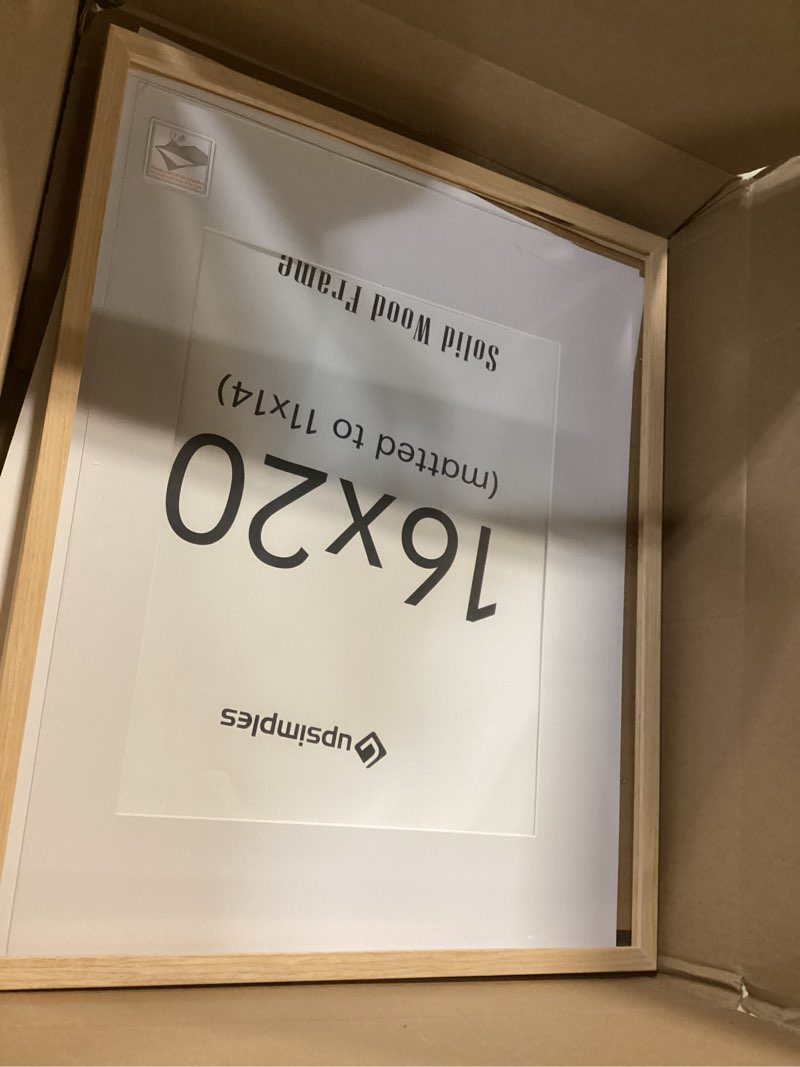 upsimples
16x20
(matted to 11x14)
Solid Wood Frame